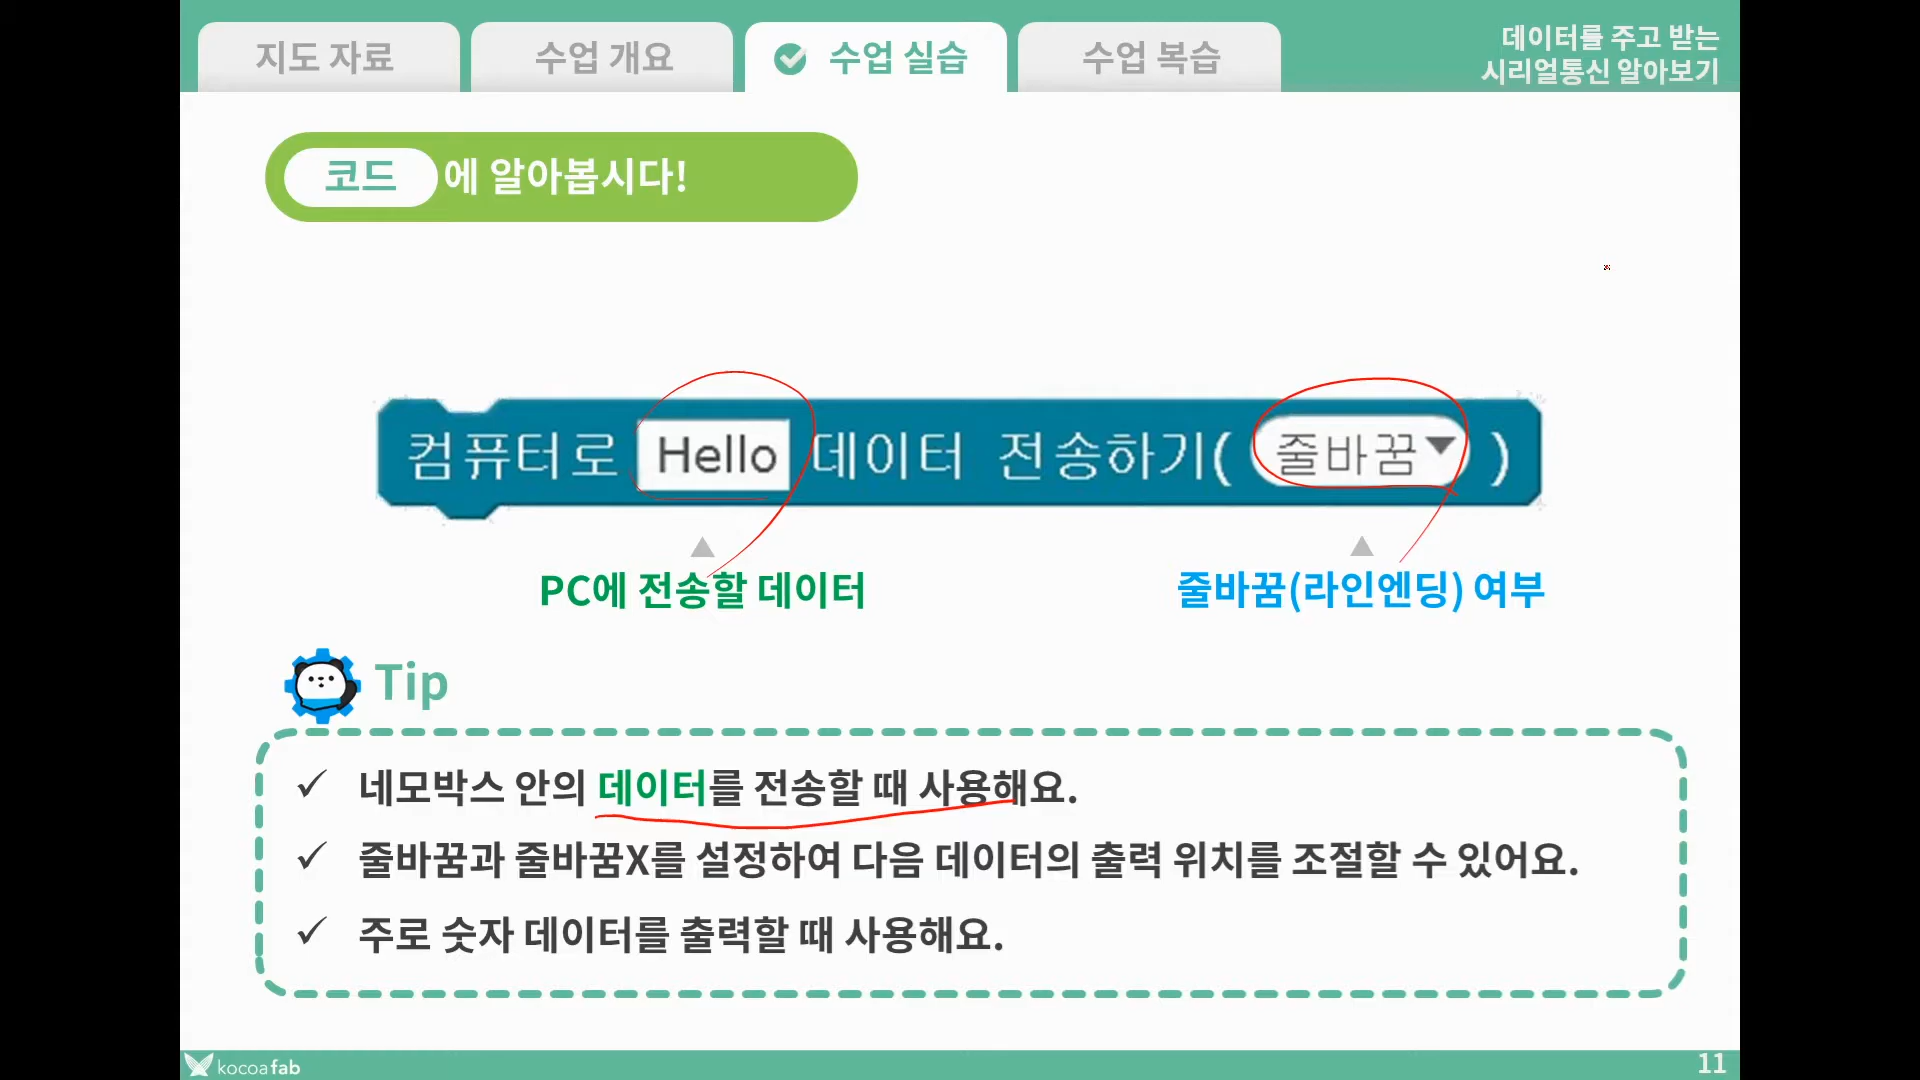 지도 자료
수업 개요
수업 실습
수업 복습
데이터를 주고 받는
시리얼통신 알아보기
코드에 알아봅시다!
컴퓨터로 Hello 데이터 전송하기( 줄바꿈 )
PC에 전송할 데이터
줄바꿈(라인엔딩) 여부
Tip
네모박스 안의 데이터를 전송할 때 사용해요.
줄바꿈과 줄바꿈X를 설정하여 다음 데이터의 출력 위치를 조절할 수 있어요.
주로 숫자 데이터를 출력할 때 사용해요.
kocoafab
11